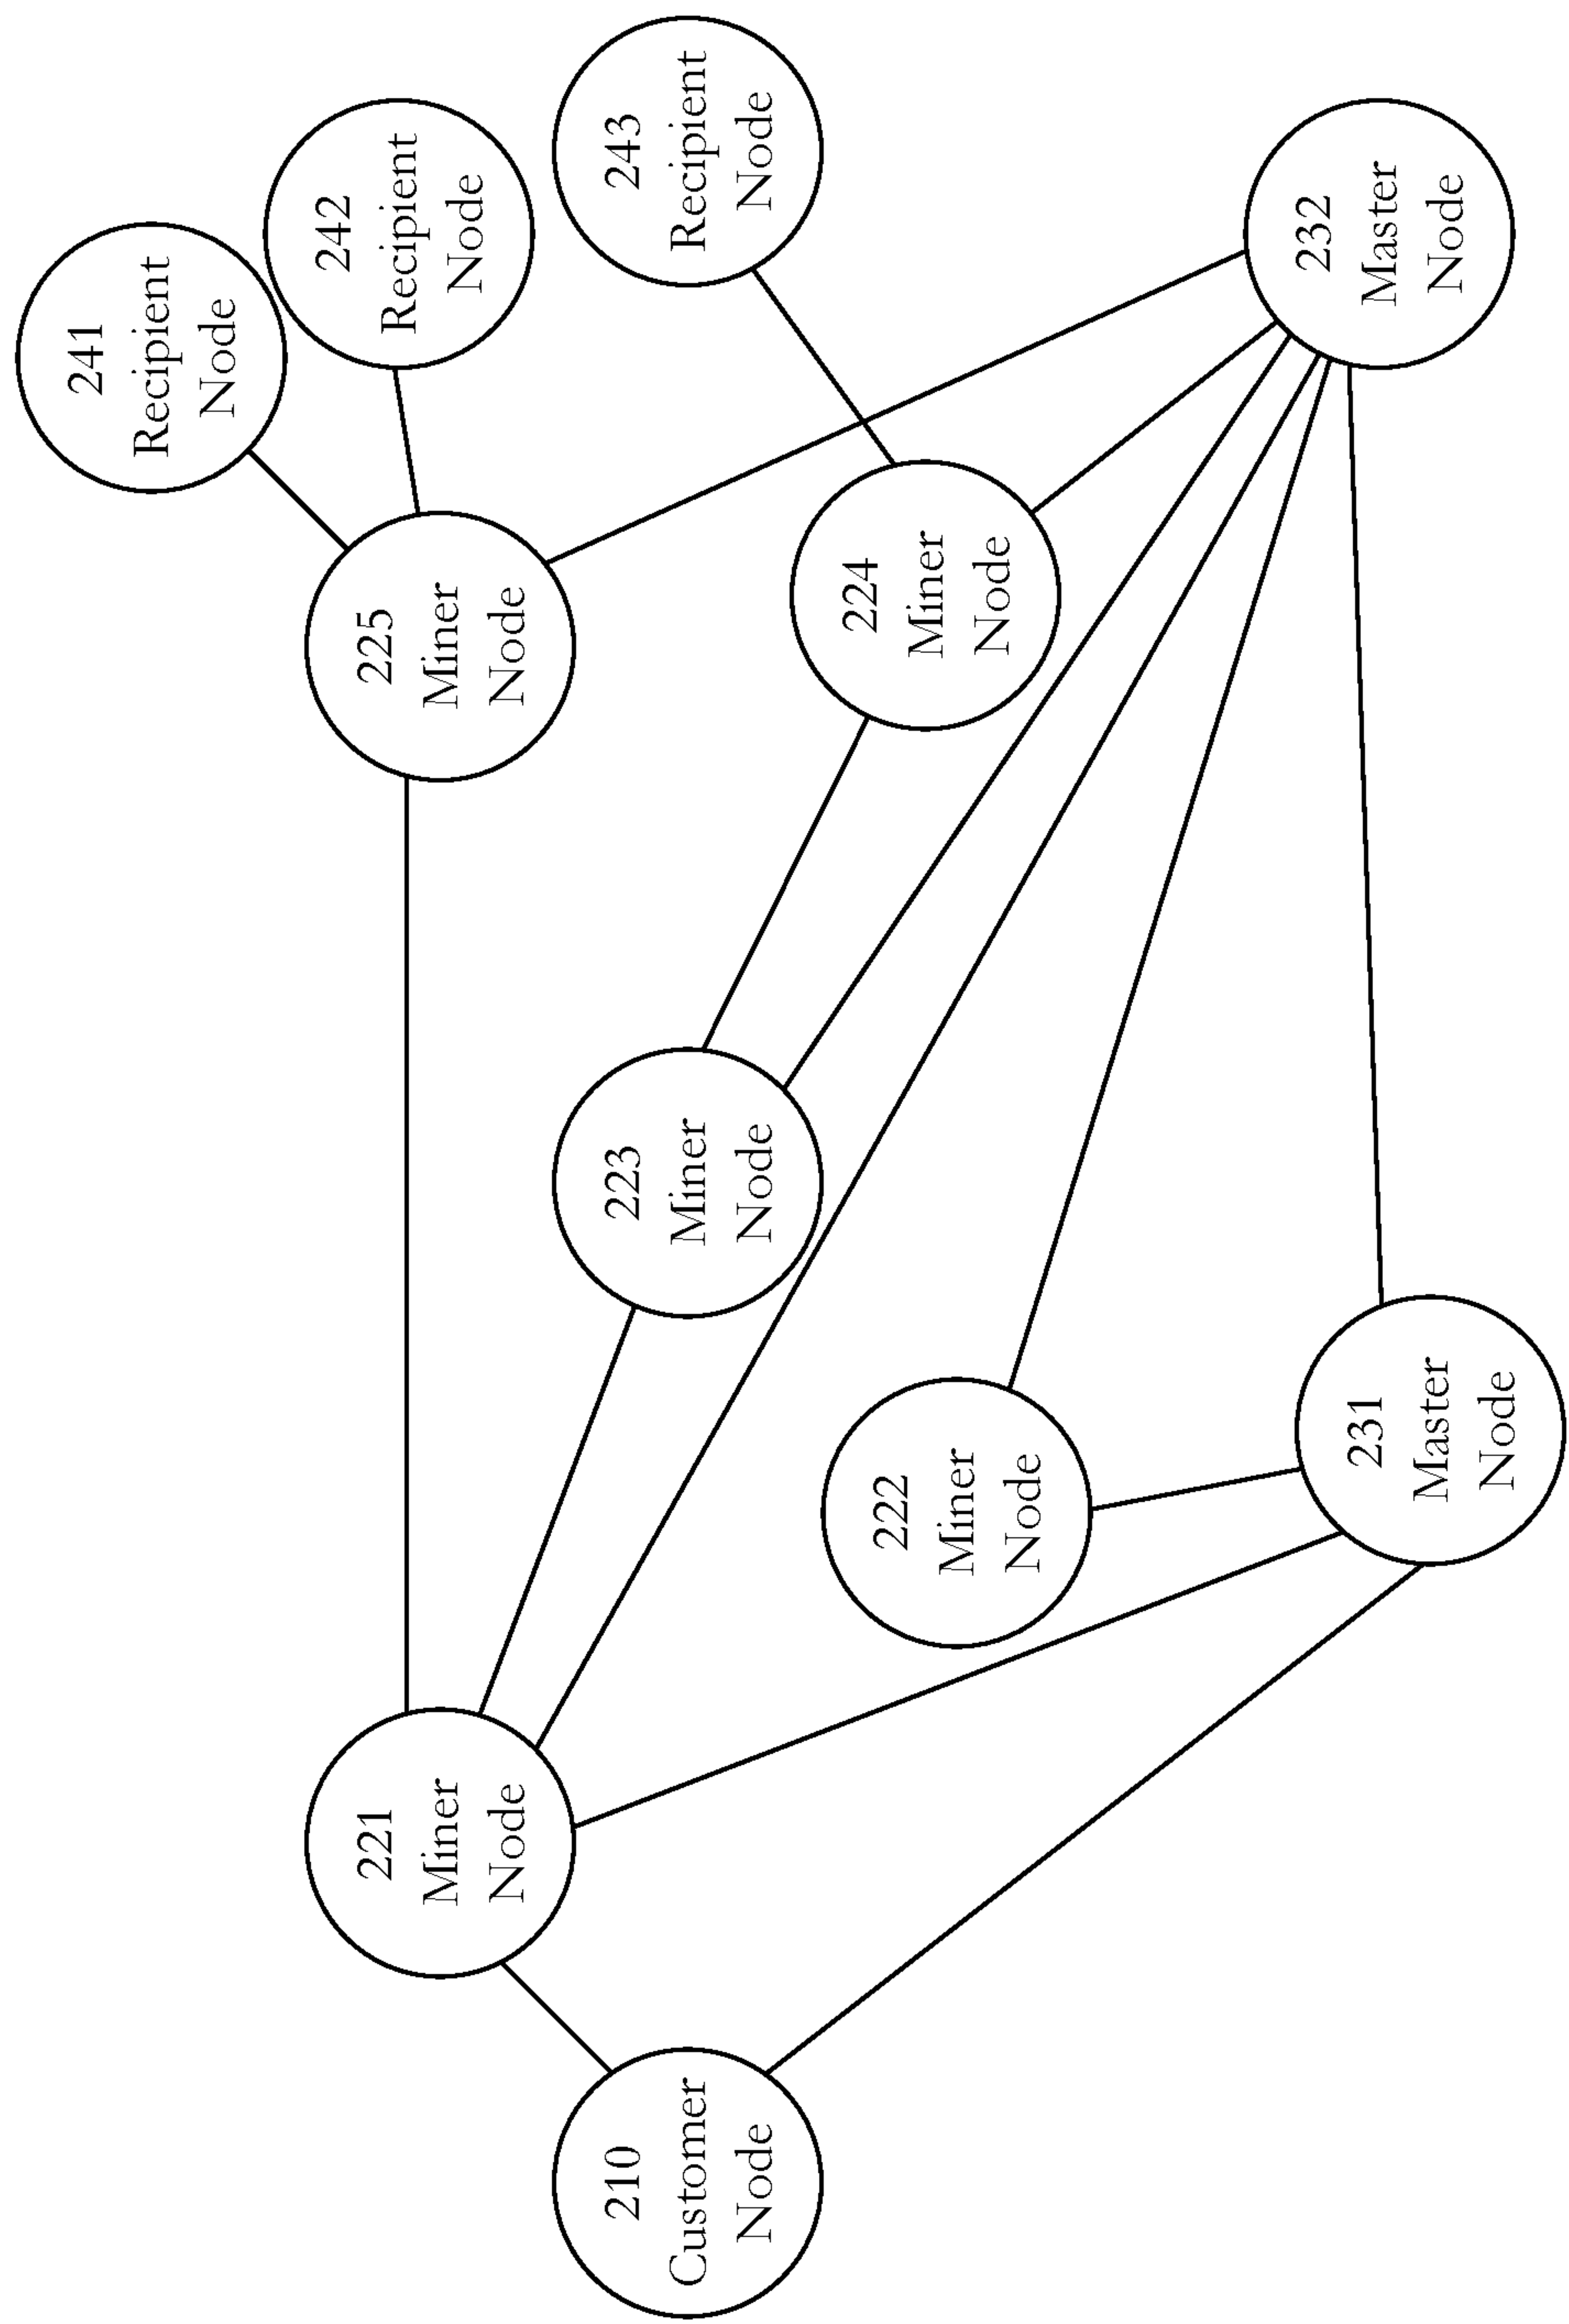 241
Recipient
Node
242
Recipient
Node
243
Recipient
Node
225
Miner
Node
224
Miner
Node
232
Master
Node
223
Miner
Node
222
Miner
Node
231
Master
Node
221
Miner
Node
210
Customer
Node